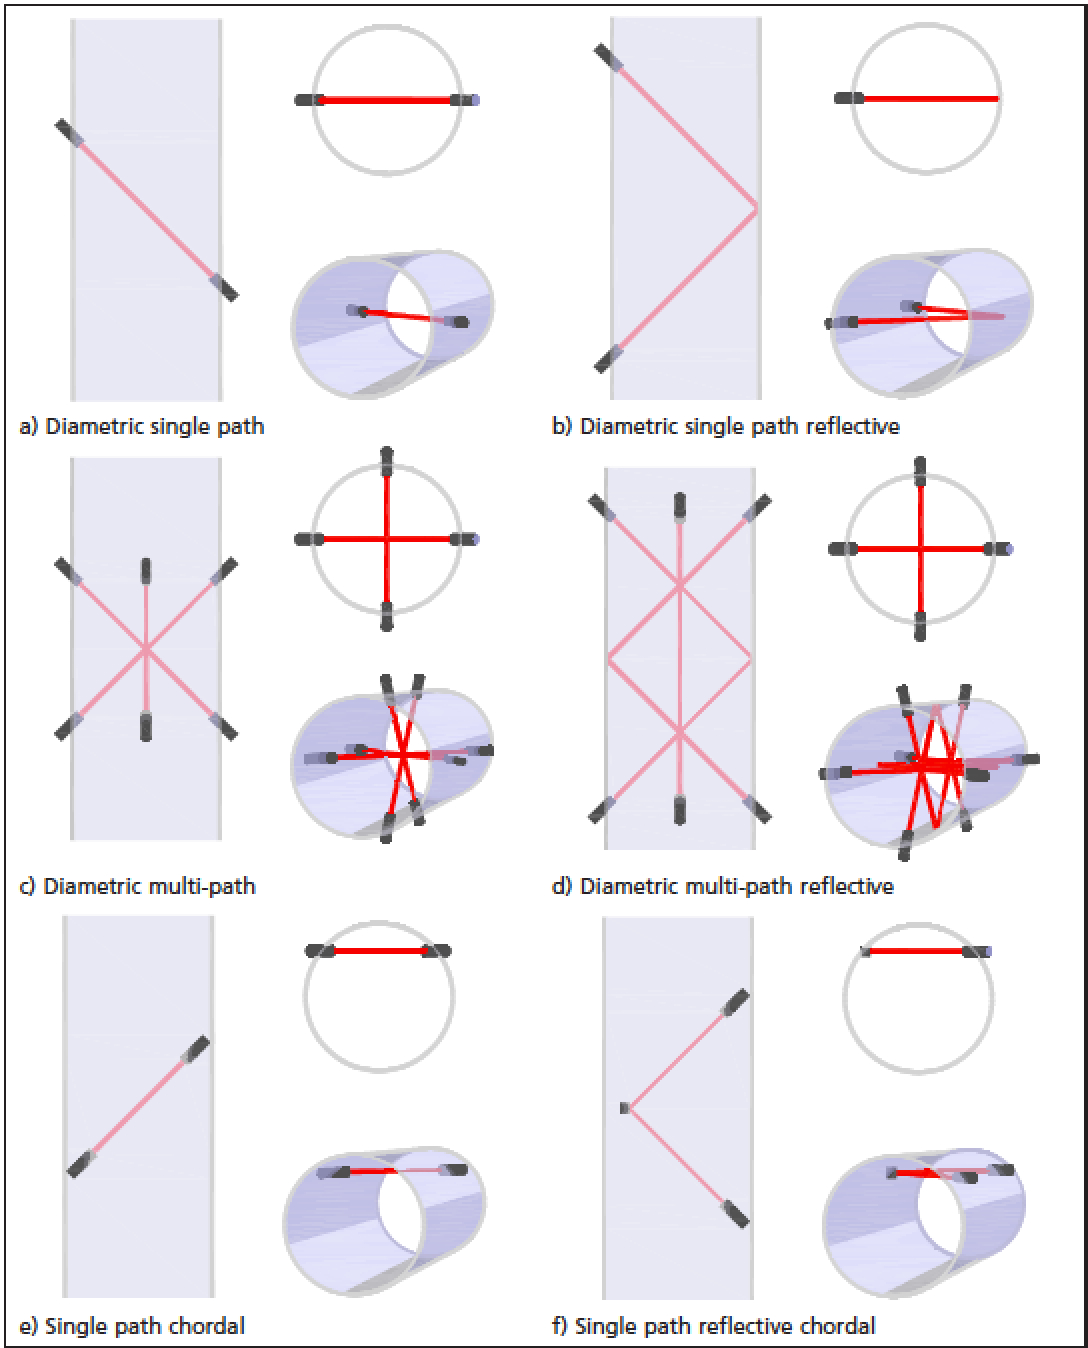 a) Diametric single path
b) Diametric single path reflective
c) Diametric multi-path
d) Diametric multi-path reflective
e) Single path chordal
f) Single path reflective chordal